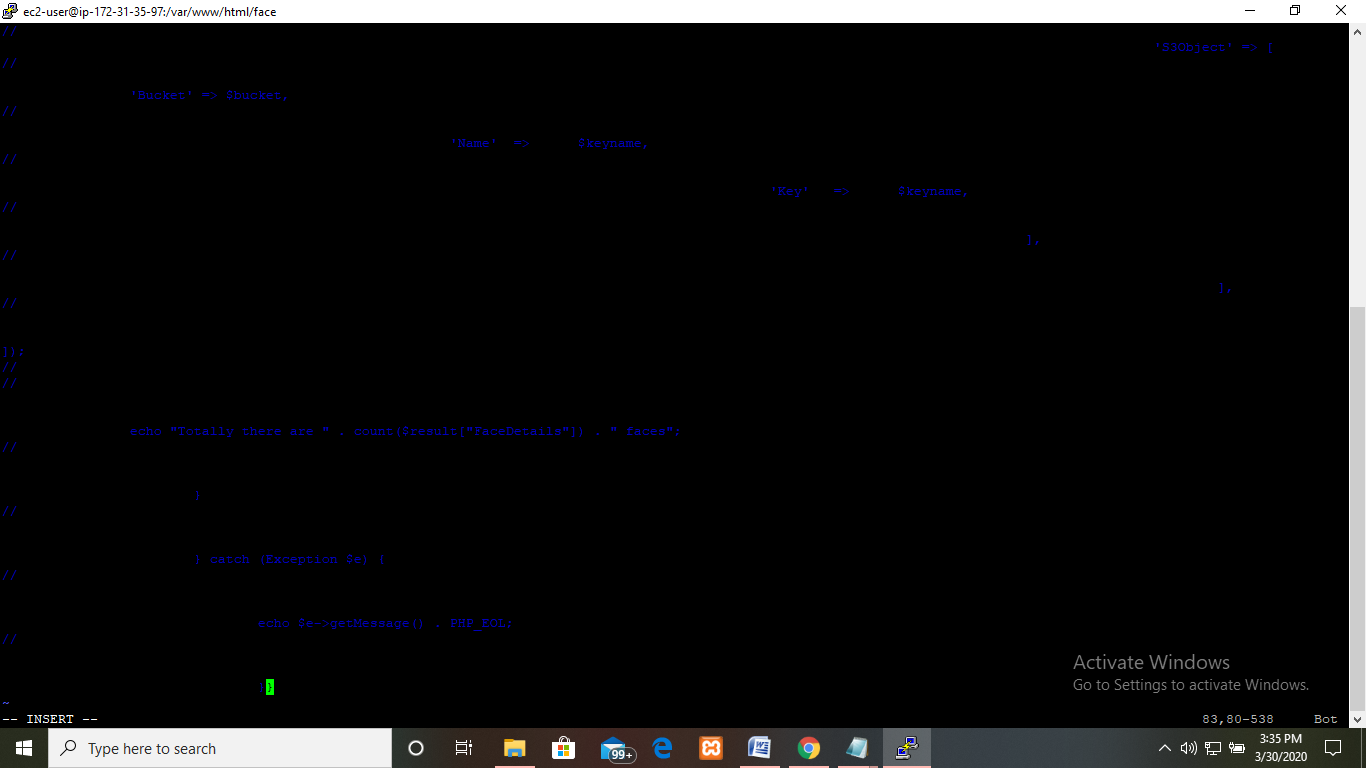 ec2-user@ip-172-31-35-97:/var/www/html/face
//
'S3Object' => [
//
'Bucket' => $bucket,
//
'Name'  =>      $keyname,
//
'Key'   =>      $keyname,
//
],
//
],
//
]);
//
//
echo "Totally there are " . count($result["FaceDetails"]) . " faces";
//
}
//
} catch (Exception $e) {
//
echo $e->getMessage() . PHP_EOL;
//
}
~
-- INSERT --
83,80-538
Bot
Activate Windows
Go to Settings to activate Windows.
Type here to search
99+
3:35 PM
3/30/2020